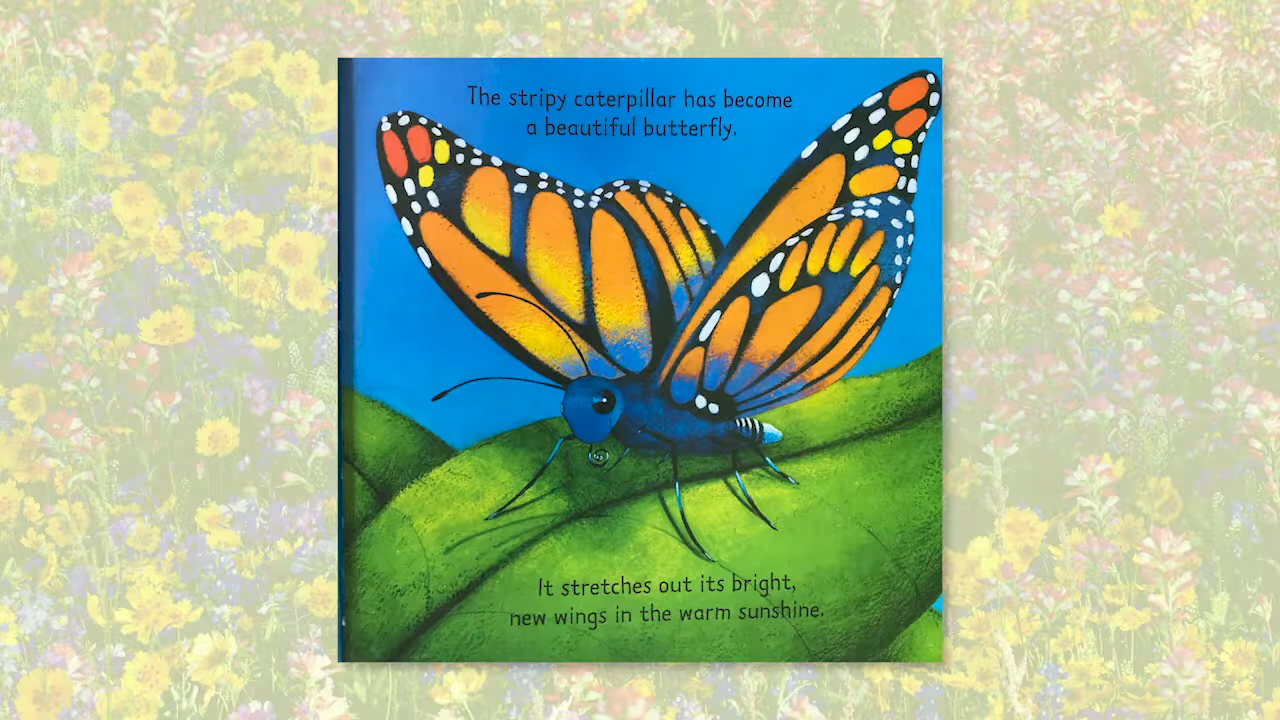 The stripy caterpillar has become
a beautiful butterfly.
It stretches out its bright,
new wings in the warm sunshine.